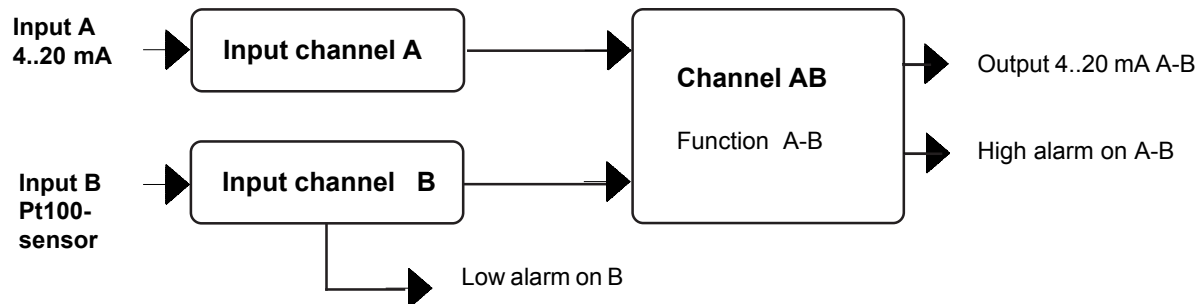 Input A
4..20 mA
Input channel A
Channel AB
Function A-B
Output 4..20 mA A-B
High alarm on A-B
Input B
Pt100-
sensor
Input channel B
Low alarm on B